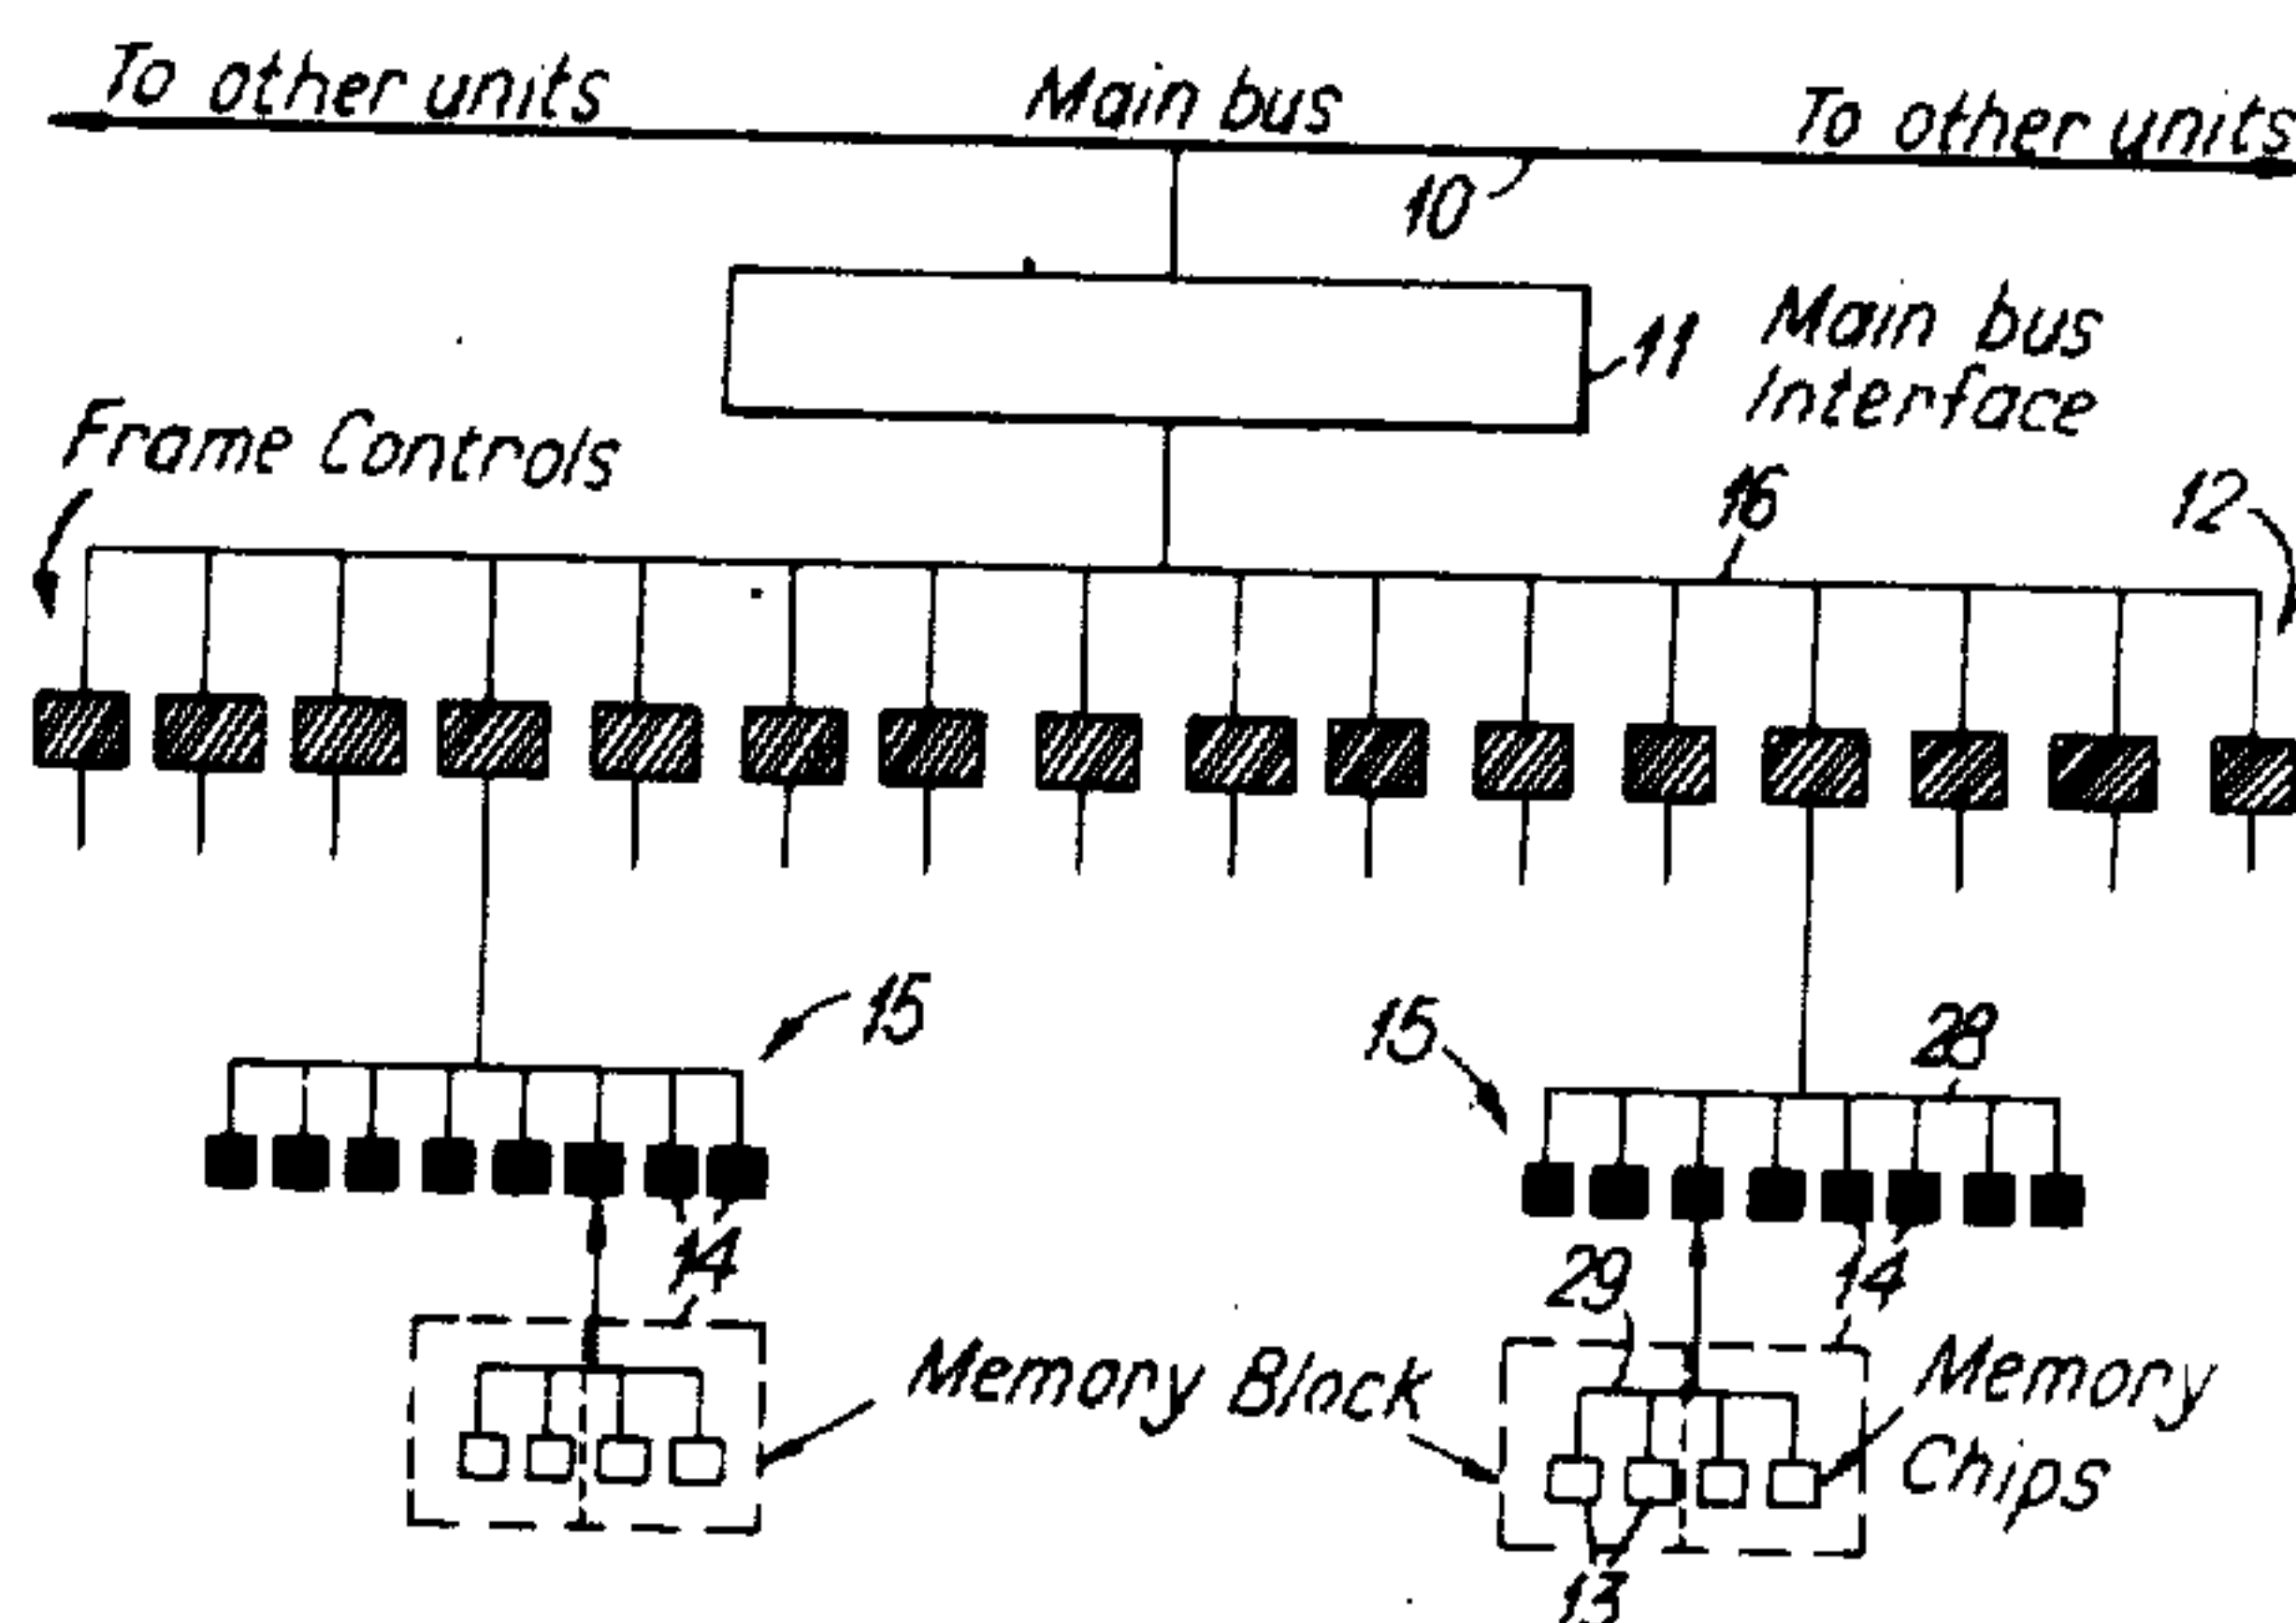 To other units
Main bus
To other units
10
11
Main bus
Interface
Frame Controls
16
12
15
15
28
14
29
14
Memory Block
Memory
Chips
13